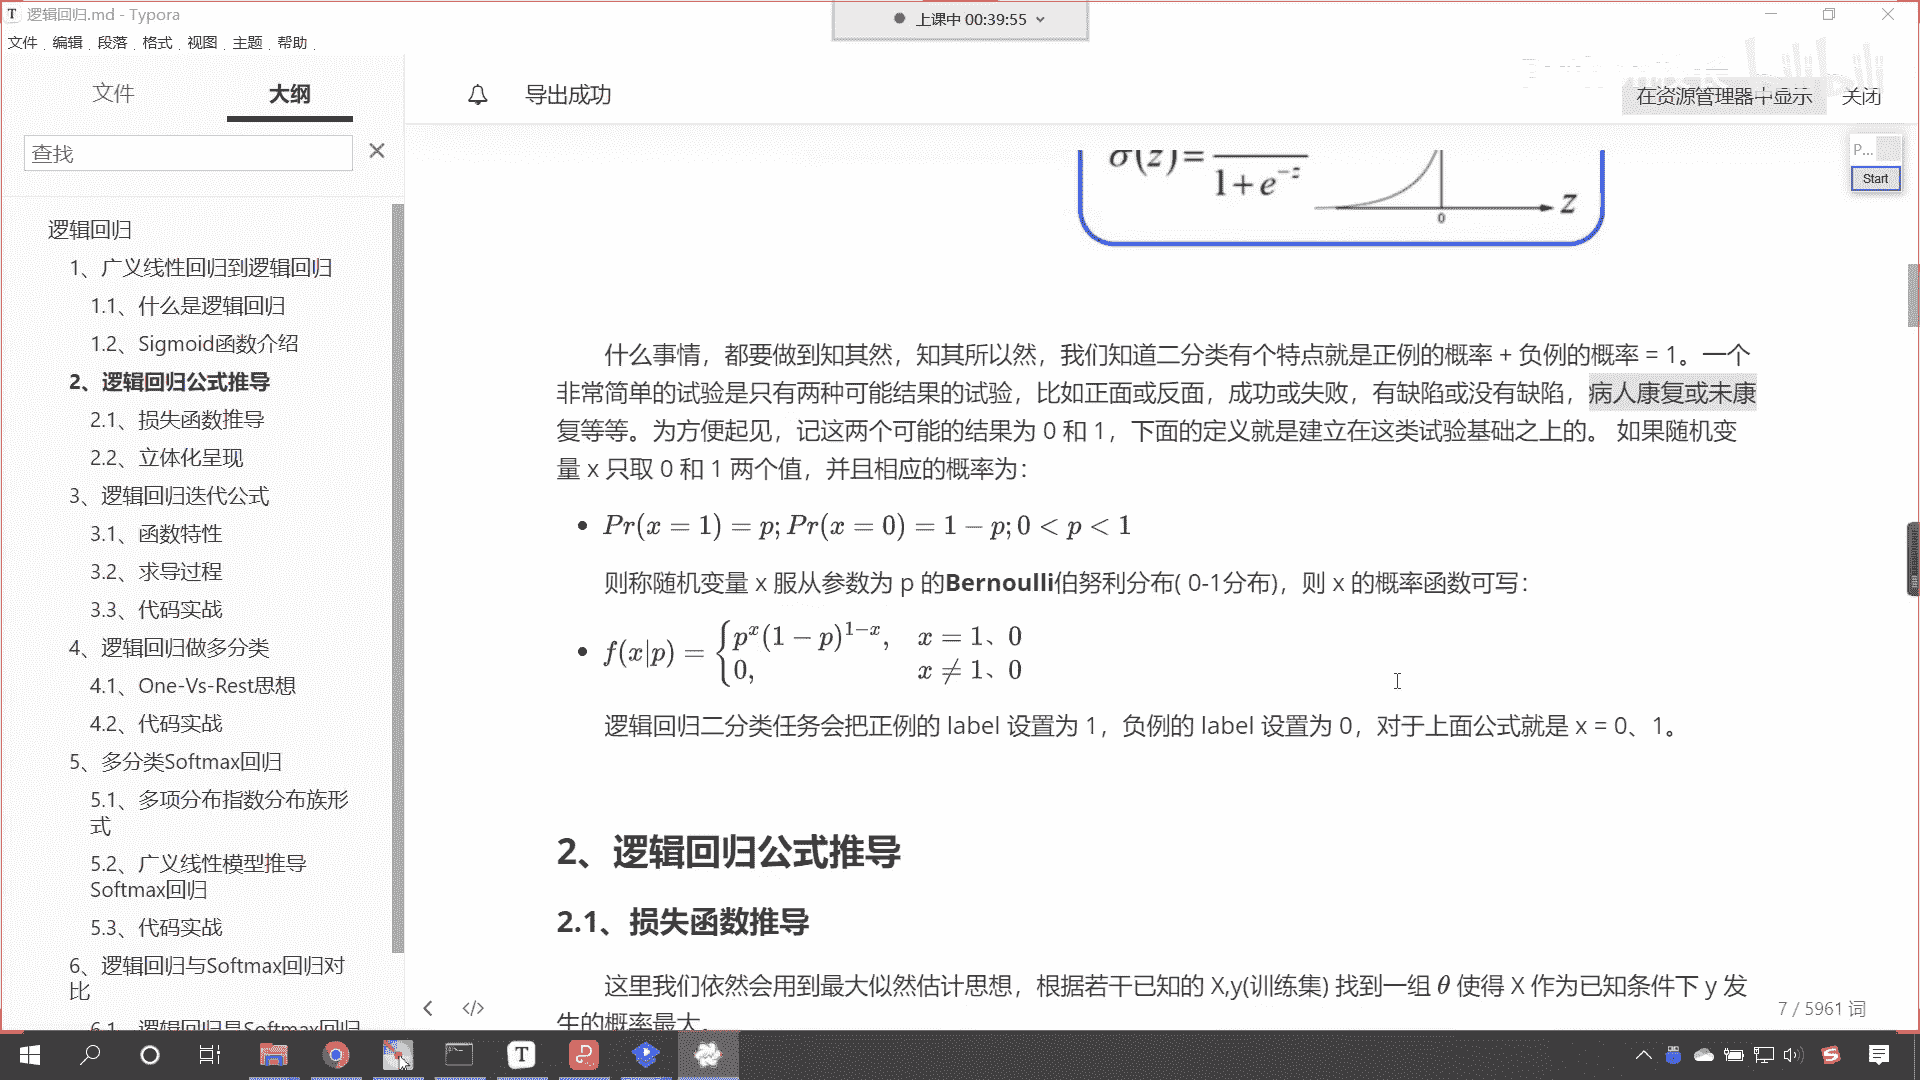 逻辑回归.md - Typora
上课中 00:39:55
文件 编辑 段落 格式 视图 主题 帮助
文件 大纲
导出成功
在资源管理器中显示 关闭
查找
P...
Start
逻辑回归
1、广义线性回归到逻辑回归
1.1、什么是逻辑回归
1.2、Sigmoid函数介绍
2、逻辑回归公式推导
2.1、损失函数推导
2.2、立体化呈现
3、逻辑回归迭代公式
3.1、函数特性
3.2、求导过程
3.3、代码实战
4、逻辑回归做多分类
4.1、One-Vs-Rest思想
4.2、代码实战
5、多分类Softmax回归
5.1、多项分布指数分布族形
式
5.2、广义线性模型推导
Softmax回归
5.3、代码实战
6、逻辑回归与Softmax回归对
比
6.1、逻辑回归是Softmax回归
σ(z)=
1+e^{-z}
0
z
什么事情，都要做到知其然，知其所以然，我们知道二分类有个特点就是正例的概率 + 负例的概率 = 1。一个
非常简单的试验是只有两种可能结果的试验，比如正面或反面，成功或失败，有缺陷或没有缺陷，病人康复或未康
复等等。为方便起见，记这两个可能的结果为 0 和 1，下面的定义就是建立在这类试验基础之上的。 如果随机变
量 x 只取 0 和 1 两个值，并且相应的概率为：
• Pr(x = 1) = p; Pr(x = 0) = 1 − p; 0 < p < 1
则称随机变量 x 服从参数为 p 的Bernoulli伯努利分布( 0-1分布)，则 x 的概率函数可写：
• f(x|p) = { p^x(1 − p)^{1−x}, x = 1、0
0, x ≠ 1、0
逻辑回归二分类任务会把正例的 label 设置为 1，负例的 label 设置为 0，对于上面公式就是 x = 0、1。
2、逻辑回归公式推导
2.1、损失函数推导
这里我们依然会用到最大似然估计思想，根据若干已知的 X,y(训练集) 找到一组 θ 使得 X 作为已知条件下 y 发
生的概率最大。
7 / 5961 词